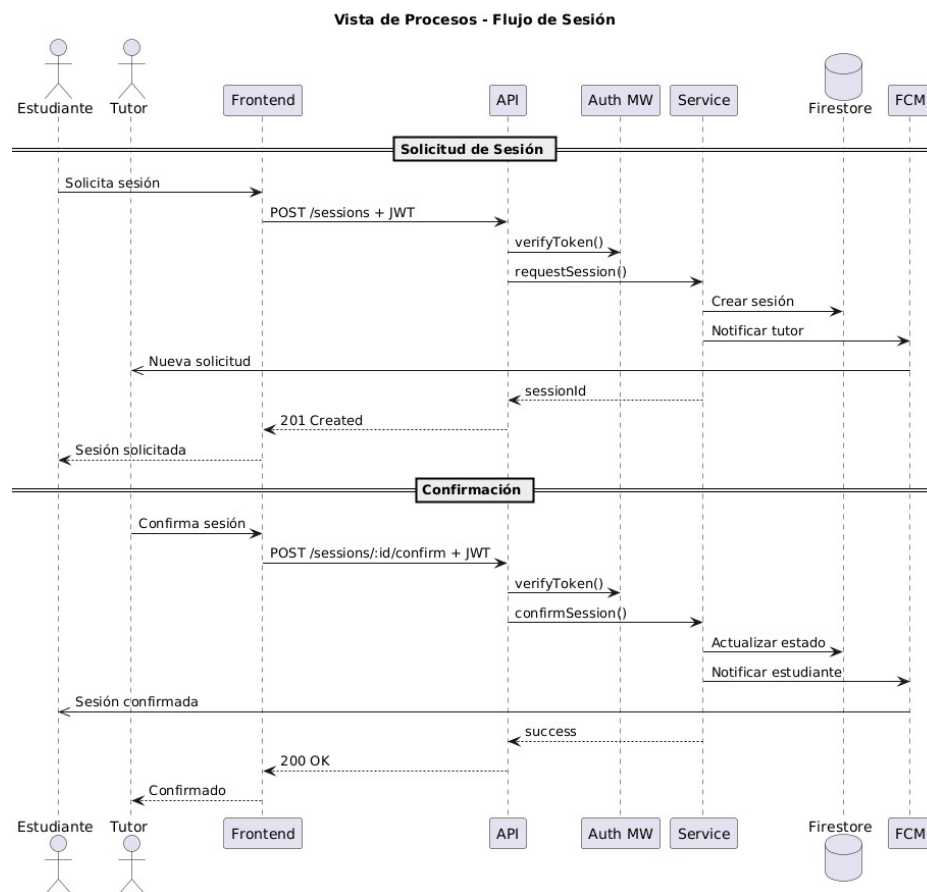 Vista de Procesos - Flujo de Sesión
Estudiante
Tutor
Frontend
API
Auth MW
Service
Firestore
FCM
Solicitud de Sesión
Solicita sesión
POST /sessions + JWT
verifyToken()
requestSession()
Crear sesión
Notificar tutor
Nueva solicitud
sessionId
201 Created
Sesión solicitada
Confirmación
Confirma sesión
POST /sessions/:id/confirm + JWT
verifyToken()
confirmSession()
Actualizar estado
Notificar estudiante
Sesión confirmada
success
200 OK
Confirmado
Estudiante
Tutor
Frontend
API
Auth MW
Service
Firestore
FCM